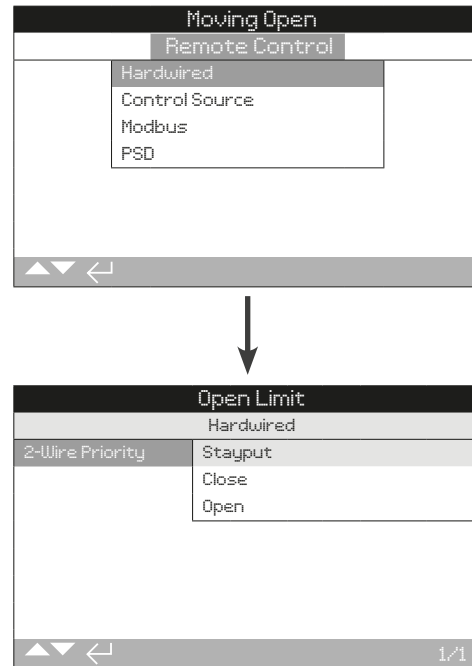 Moving Open
Remote Control
Hardwired
Control Source
Modbus
PSD
Open Limit
Hardwired
2-Wire Priority
Stayput
Close
Open
1/1